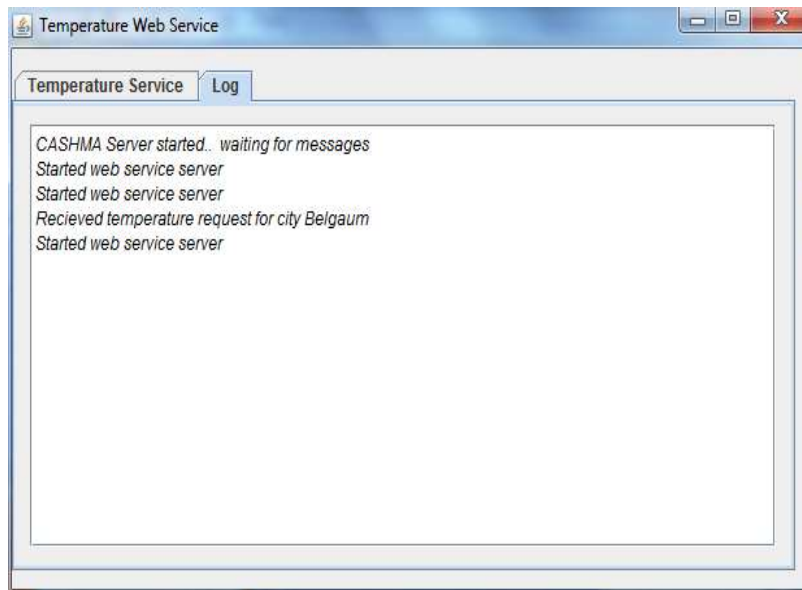 Temperature Web Service
Temperature Service Log
CASHMA Server started.. waiting for messages
Started web service server
Started web service server
Recieved temperature request for city Belgaum
Started web service server